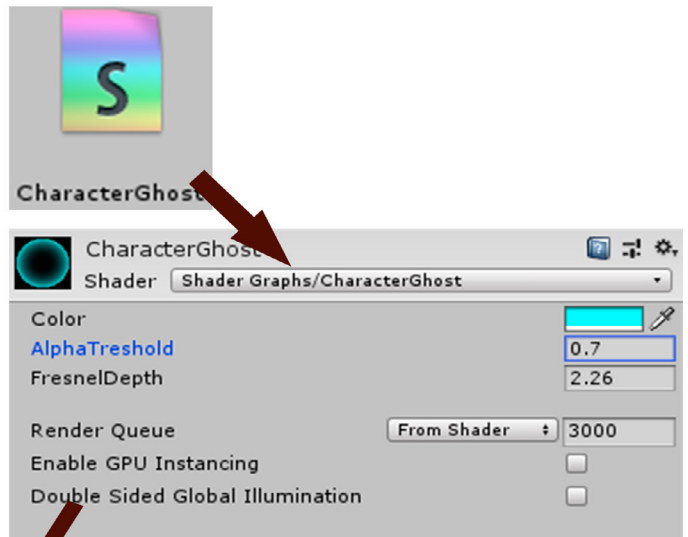 S
CharacterGhost
CharacterGhost
Shader Shader Graphs/CharacterGhost
Color
AlphaTreshold 0.7
FresnelDepth 2.26
Render Queue From Shader 3000
Enable GPU Instancing
Double Sided Global Illumination